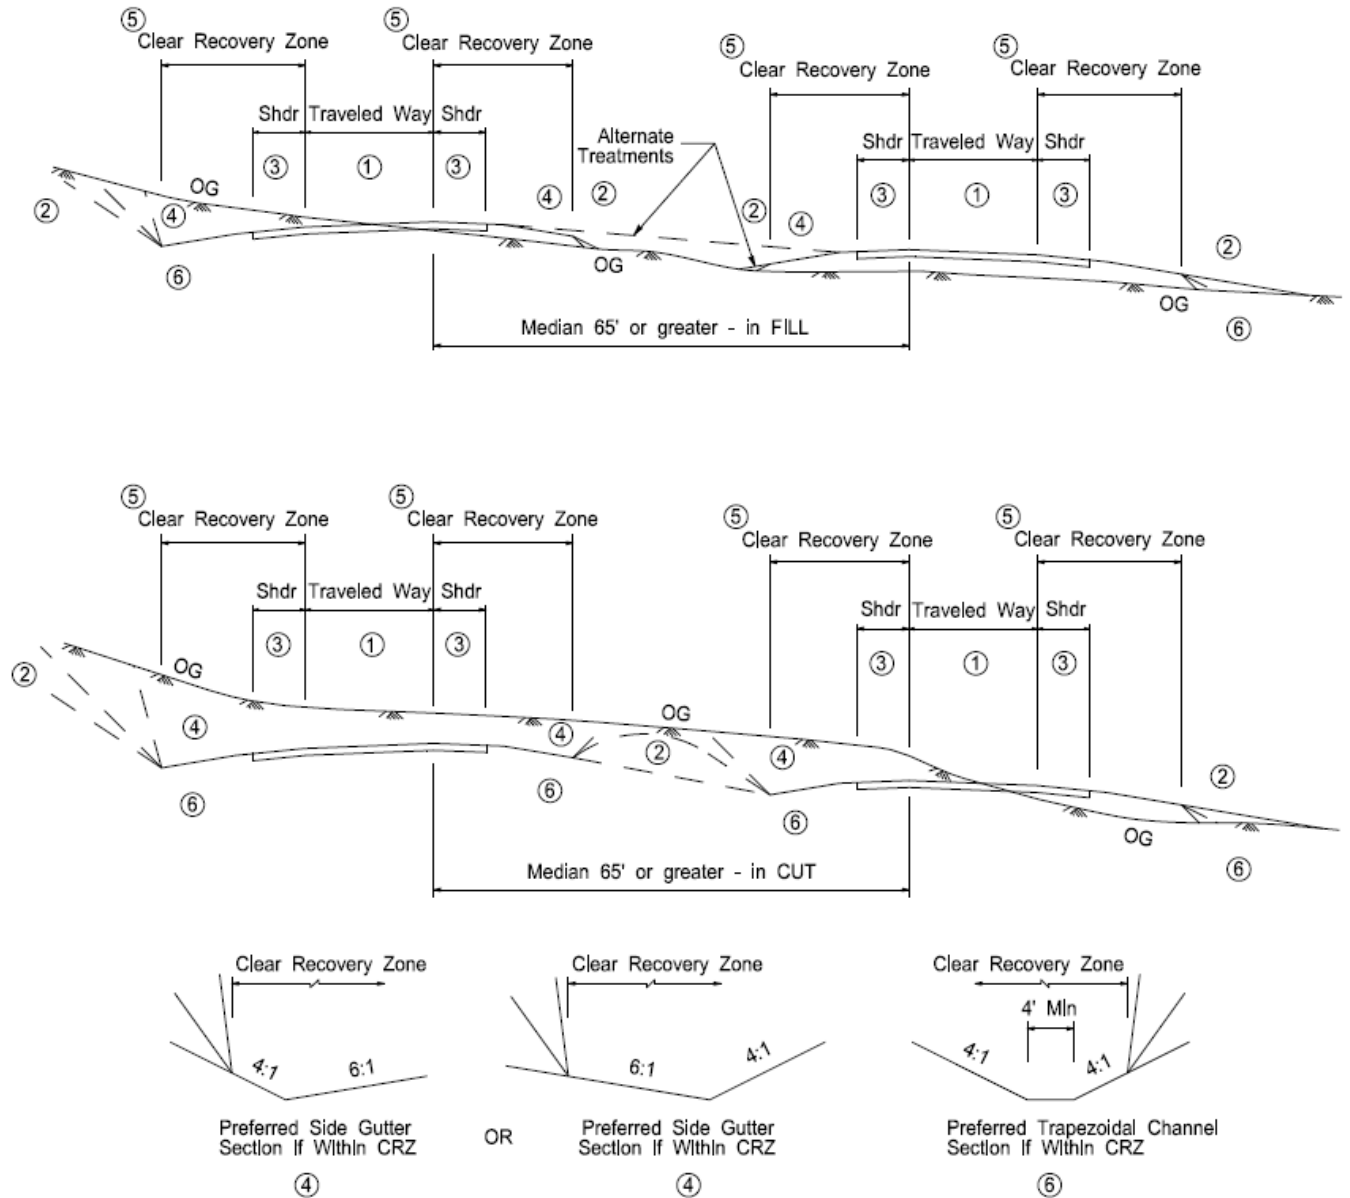 ⑤ ⑤ ⑤ ⑤
Clear Recovery Zone Clear Recovery Zone
Clear Recovery Zone Clear Recovery Zone
Shdr Traveled Way Shdr
Alternate
Treatments
Shdr Traveled Way Shdr
③ ① ③ ③ ① ③
② ④ OG ④ ② ② ④ ②
⑥ OG OG ⑥
Median 65' or greater - in FILL
⑤ ⑤ ⑤ ⑤
Clear Recovery Zone Clear Recovery Zone
Clear Recovery Zone Clear Recovery Zone
Shdr Traveled Way Shdr Shdr Traveled Way Shdr
③ ① ③ ③ ① ③
② OG OG
④ ④ ② ④ ②
⑥ ⑥ ⑥ OG ⑥
Median 65' or greater - in CUT
Clear Recovery Zone Clear Recovery Zone Clear Recovery Zone
4' Min
4:1 6:1 6:1 4:1 4:1 4:1
Preferred Side Gutter
Section If Within CRZ
④
OR
Preferred Side Gutter
Section If Within CRZ
④
Preferred Trapezoidal Channel
Section If Within CRZ
⑥